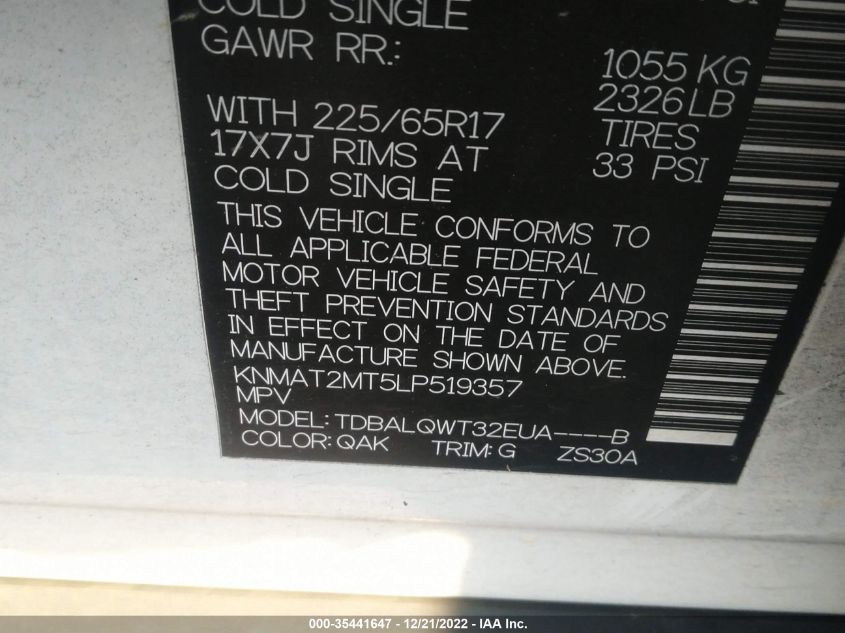 COLD SINGLE
GAWR RR.: 1055 KG
2326 LB
WITH 225/65R17 TIRES
17X7J RIMS AT 33 PSI
COLD SINGLE
THIS VEHICLE CONFORMS TO
ALL APPLICABLE FEDERAL
MOTOR VEHICLE SAFETY AND
THEFT PREVENTION STANDARDS
IN EFFECT ON THE DATE OF
MANUFACTURE SHOWN ABOVE.
KNMAT2MT5LP519357
MPV
MODEL: TDBALQWT32EUA----B
COLOR: QAK TRIM: G ZS30A
000-35441647 - 12/21/2022 - IAA Inc.